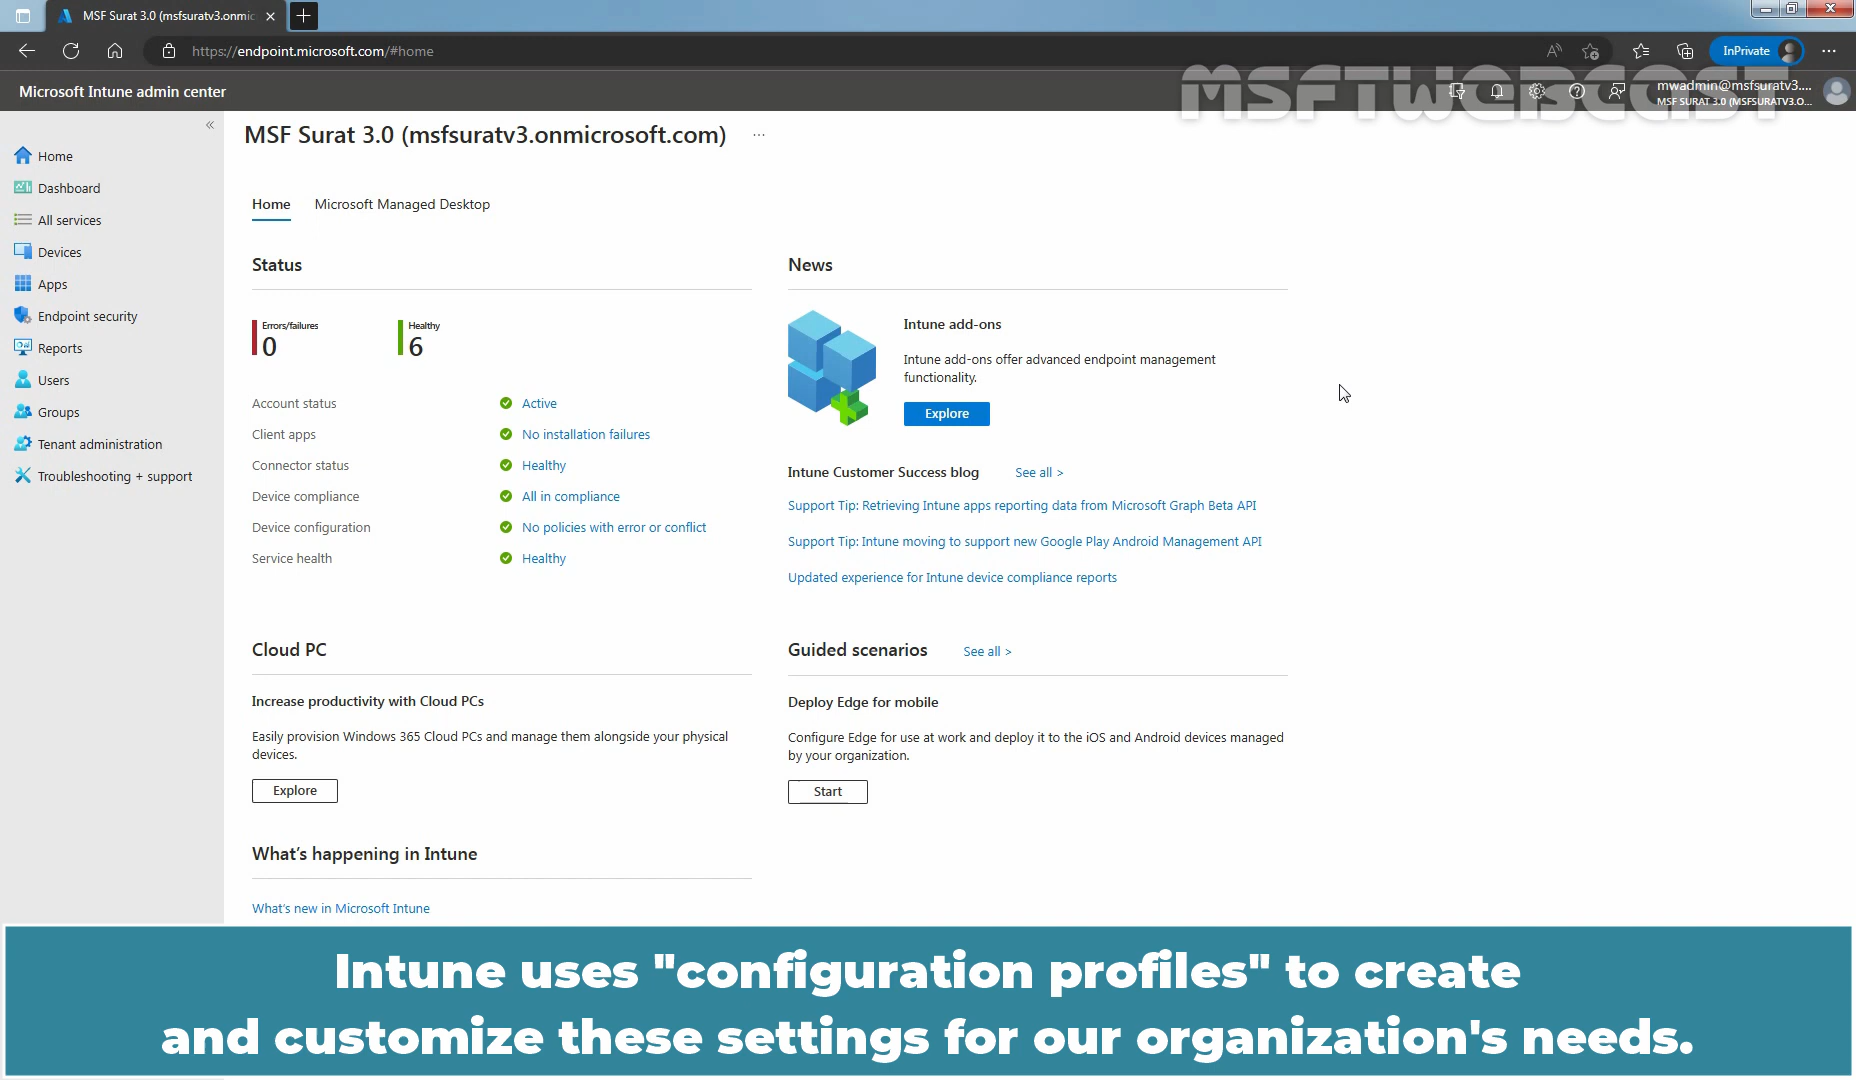 MSF Surat 3.0 (msfsuratv3.onmic
https://endpoint.microsoft.com/#home
InPrivate
Microsoft Intune admin center
MSFTWEBCAST
mwadmin@msfsuratv3....
MSF SURAT 3.0 (MSFSURATV3.O...
MSF Surat 3.0 (msfsuratv3.onmicrosoft.com)
Home
Dashboard
All services
Devices
Apps
Endpoint security
Reports
Users
Groups
Tenant administration
Troubleshooting + support
Home
Microsoft Managed Desktop
Status
Errors/failures
0
Healthy
6
Account status
Active
Client apps
No installation failures
Connector status
Healthy
Device compliance
All in compliance
Device configuration
No policies with error or conflict
Service health
Healthy
News
Intune add-ons
Intune add-ons offer advanced endpoint management
functionality.
Explore
Intune Customer Success blog
See all >
Support Tip: Retrieving Intune apps reporting data from Microsoft Graph Beta API
Support Tip: Intune moving to support new Google Play Android Management API
Updated experience for Intune device compliance reports
Cloud PC
Increase productivity with Cloud PCs
Easily provision Windows 365 Cloud PCs and manage them alongside your physical
devices.
Explore
Guided scenarios
See all >
Deploy Edge for mobile
Configure Edge for use at work and deploy it to the iOS and Android devices managed
by your organization.
Start
What's happening in Intune
What's new in Microsoft Intune
Intune uses "configuration profiles" to create
and customize these settings for our organization's needs.